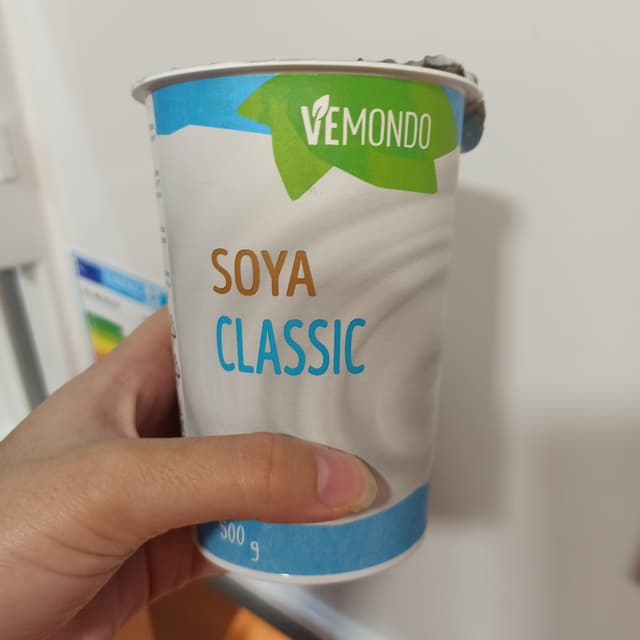 VEMONDO
SOYA
CLASSIC
500 g